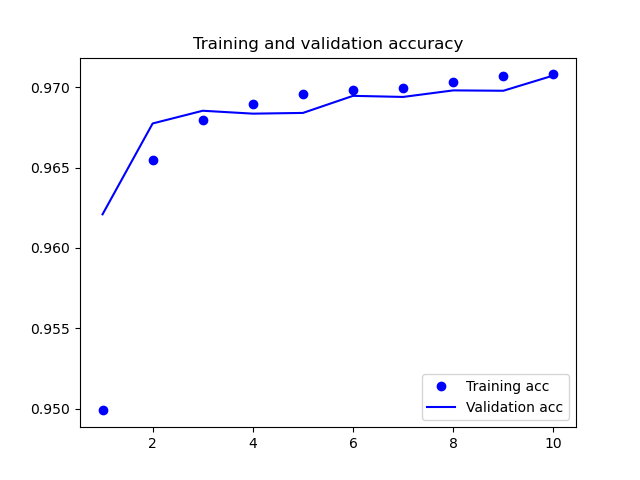 Training and validation accuracy
0.970
0.965
0.960
0.955
0.950
Training acc
Validation acc
2 4 6 8 10